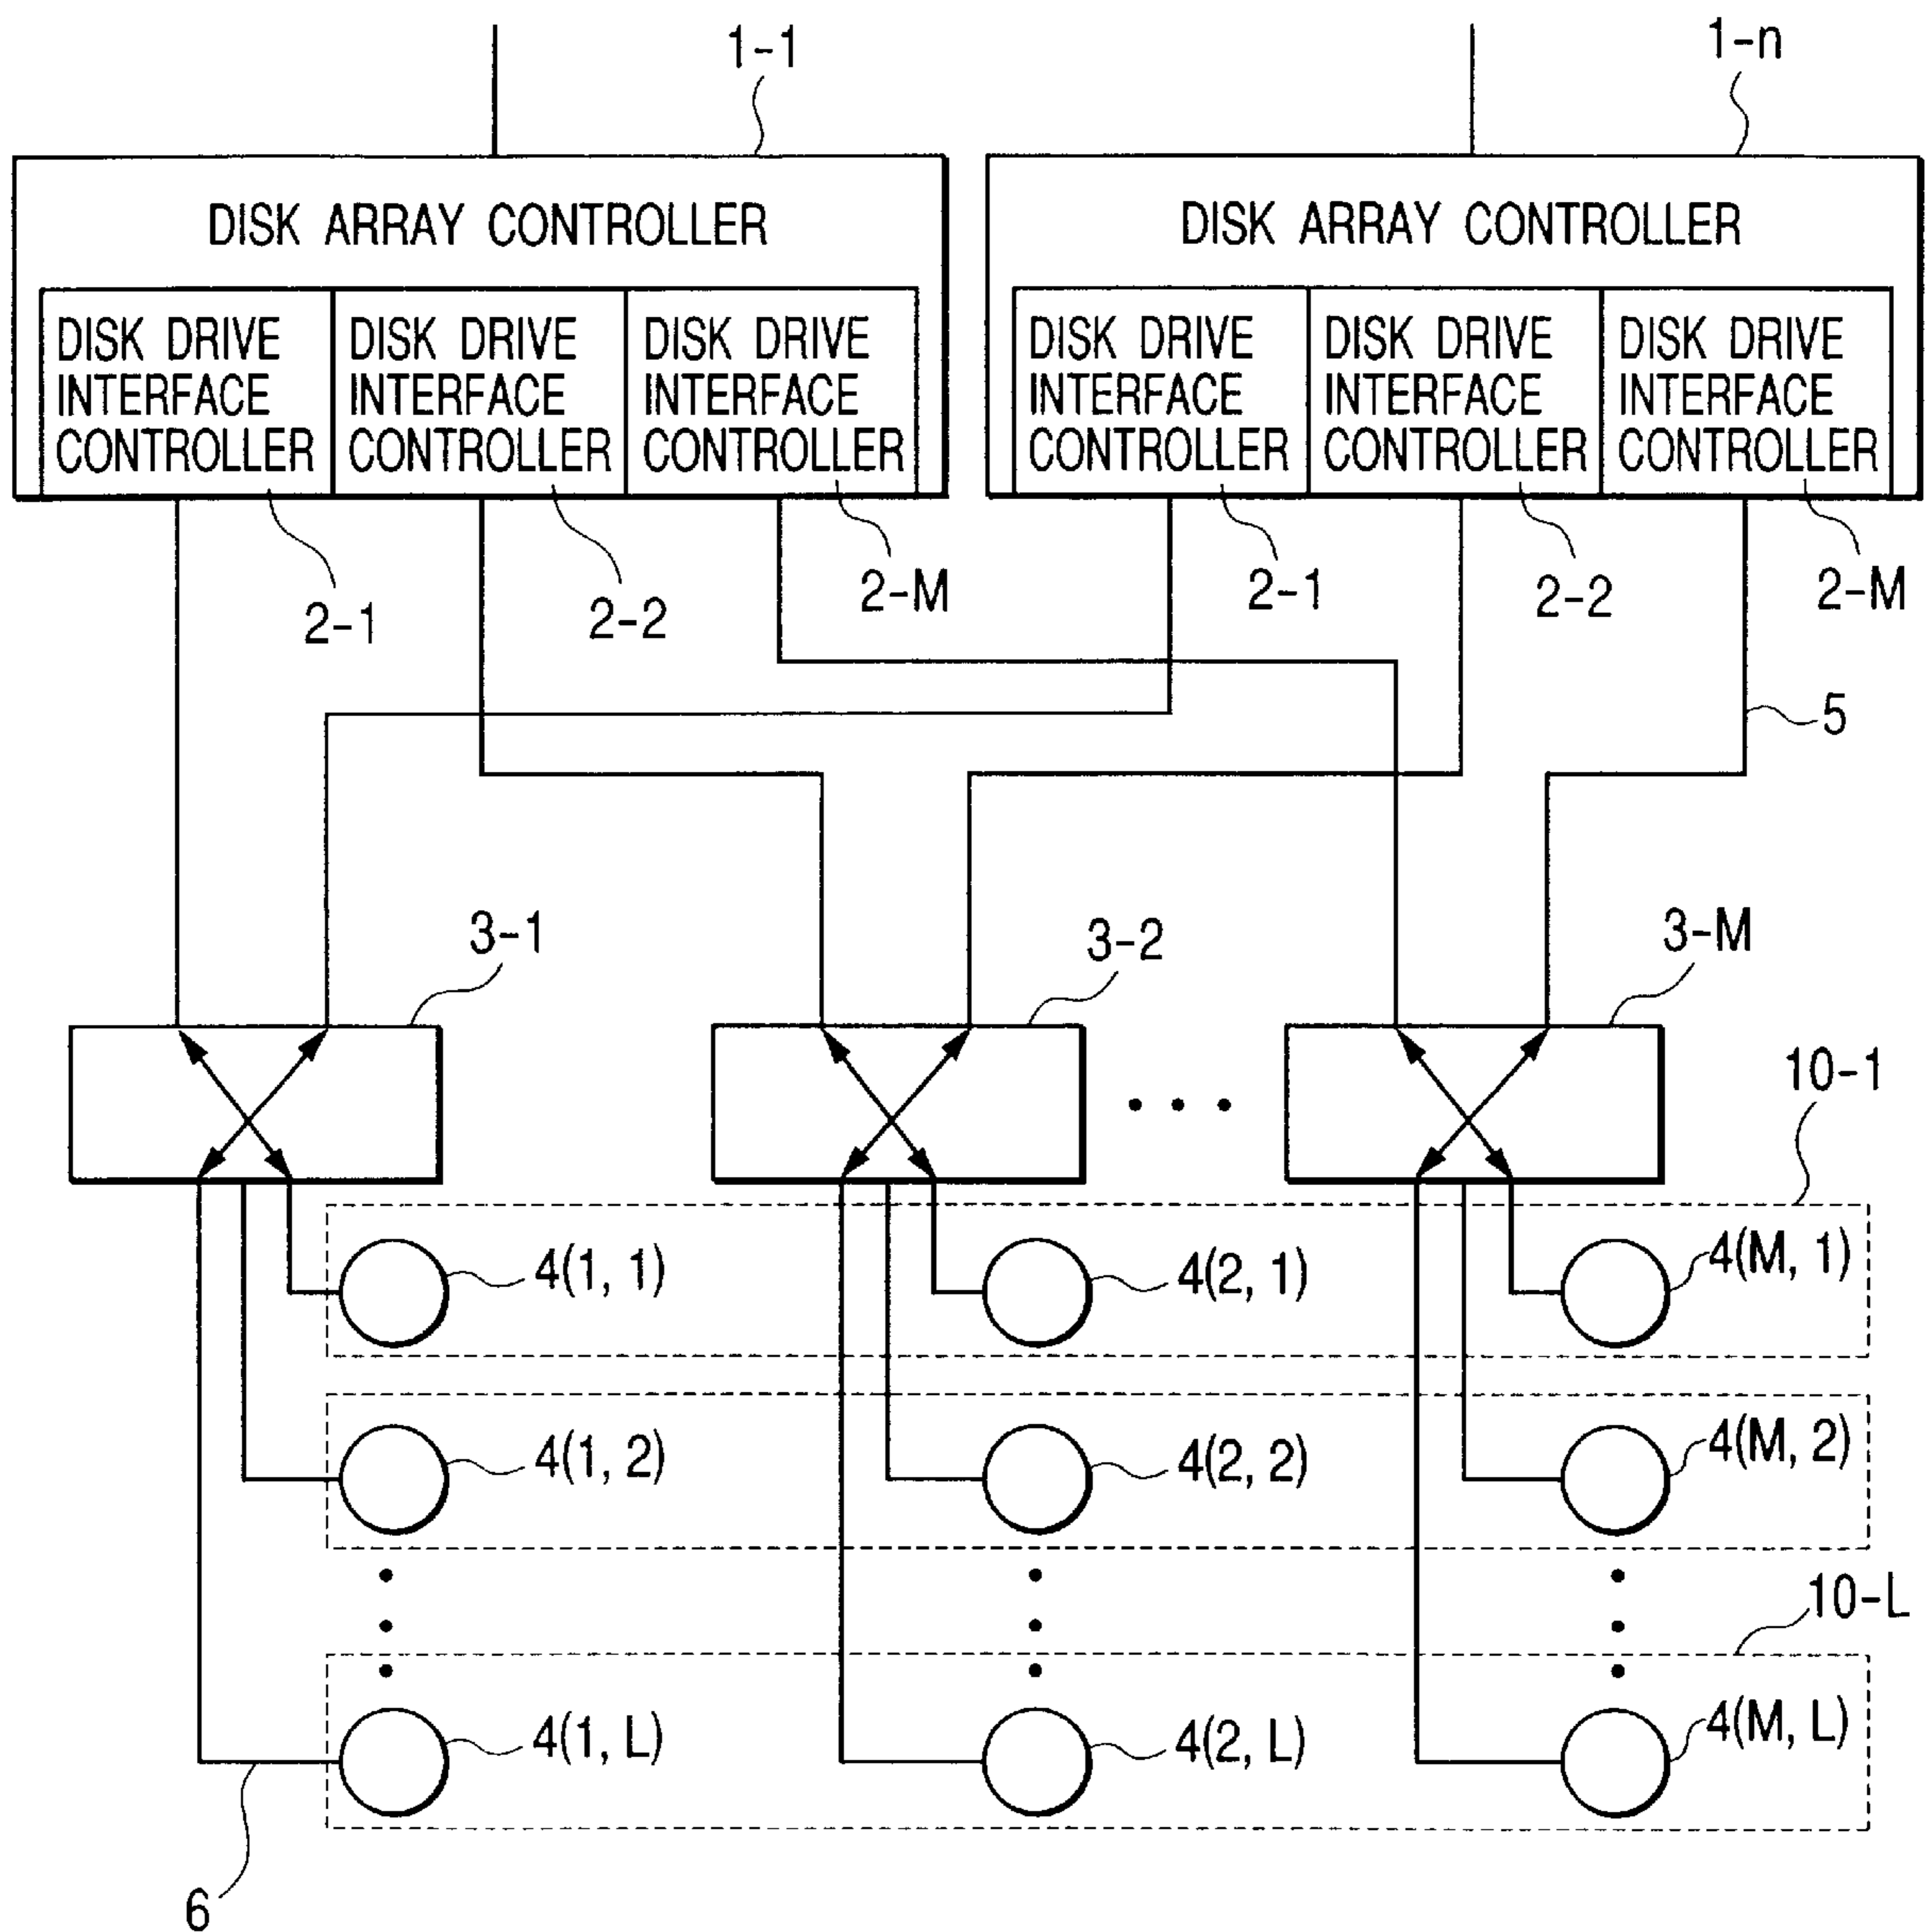 1-1
1-n
DISK ARRAY CONTROLLER
DISK ARRAY CONTROLLER
DISK DRIVE
INTERFACE
CONTROLLER
DISK DRIVE
INTERFACE
CONTROLLER
DISK DRIVE
INTERFACE
CONTROLLER
DISK DRIVE
INTERFACE
CONTROLLER
DISK DRIVE
INTERFACE
CONTROLLER
DISK DRIVE
INTERFACE
CONTROLLER
2-1
2-2
2-M
2-1
2-2
2-M
5
3-1
3-2
3-M
10-1
4(1, 1)
4(2, 1)
4(M, 1)
4(1, 2)
4(2, 2)
4(M, 2)
10-L
4(1, L)
4(2, L)
4(M, L)
6